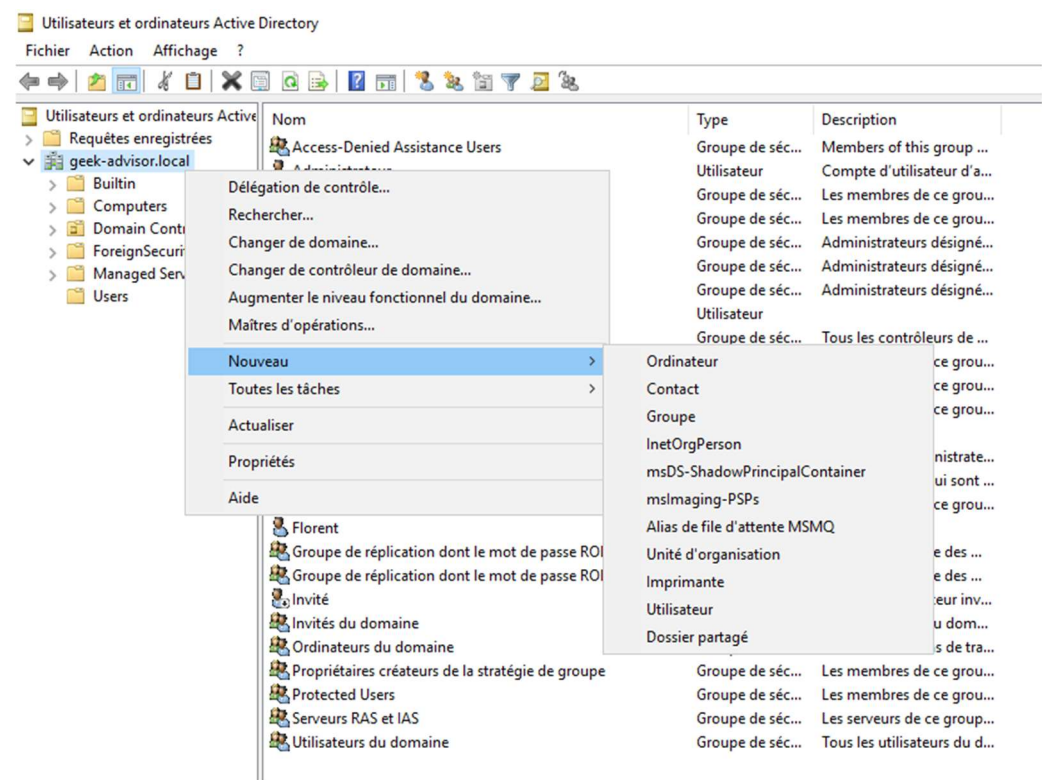 Utilisateurs et ordinateurs Active Directory
Fichier Action Affichage ?
Utilisateurs et ordinateurs Active
Requêtes enregistrées
geek-advisor.local
Builtin
Computers
Domain Contr
ForeignSecuri
Managed Serv
Users
Nom Type Description
Access-Denied Assistance Users Groupe de séc... Members of this group ...
Administrateur Utilisateur Compte d'utilisateur d'a...
Groupe de séc... Les membres de ce grou...
Groupe de séc... Les membres de ce grou...
Groupe de séc... Administrateurs désigné...
Groupe de séc... Administrateurs désigné...
Groupe de séc... Administrateurs désigné...
Utilisateur
Groupe de séc... Tous les contrôleurs de ...
ce grou...
ce grou...
ce grou...
nistrate...
ui sont ...
ce grou...
Florent
Groupe de réplication dont le mot de passe RO e des ...
Groupe de réplication dont le mot de passe RO e des ...
Invité eur inv...
Invités du domaine u dom...
Ordinateurs du domaine s de tra...
Propriétaires créateurs de la stratégie de groupe Groupe de séc... Les membres de ce grou...
Protected Users Groupe de séc... Les membres de ce grou...
Serveurs RAS et IAS Groupe de séc... Les serveurs de ce group...
Utilisateurs du domaine Groupe de séc... Tous les utilisateurs du d...
Délégation de contrôle...
Rechercher...
Changer de domaine...
Changer de contrôleur de domaine...
Augmenter le niveau fonctionnel du domaine...
Maîtres d'opérations...
Nouveau
Toutes les tâches
Actualiser
Propriétés
Aide
Ordinateur
Contact
Groupe
InetOrgPerson
msDS-ShadowPrincipalContainer
msImaging-PSPs
Alias de file d'attente MSMQ
Unité d'organisation
Imprimante
Utilisateur
Dossier partagé